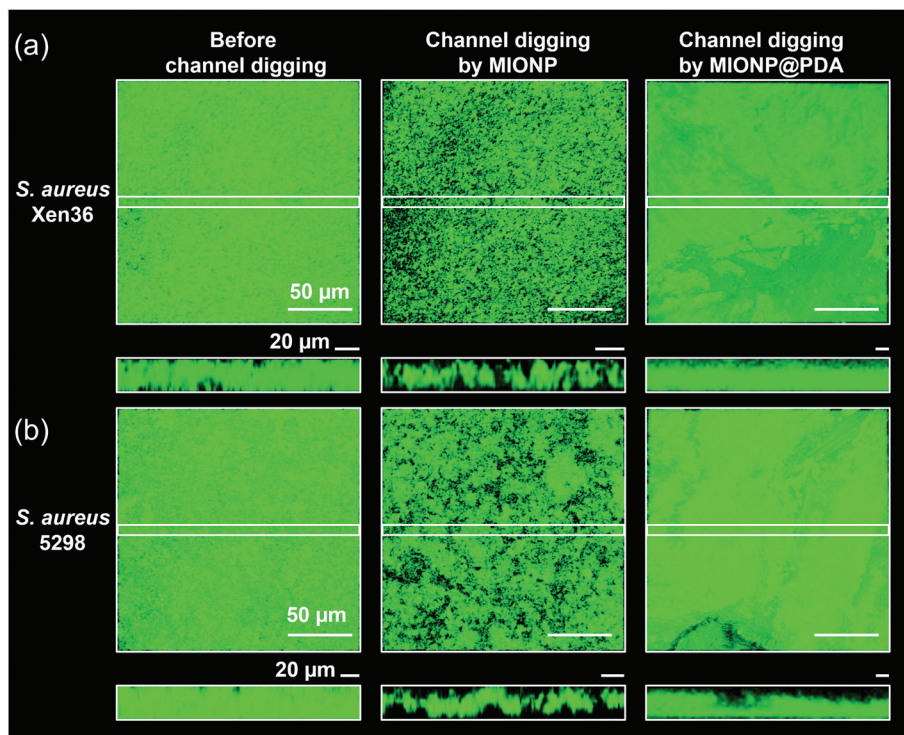 (a)
Before
channel digging
Channel digging
by MIONP
Channel digging
by MIONP@PDA
S. aureus
Xen36
50 µm
20 µm
(b)
S. aureus
5298
50 µm
20 µm